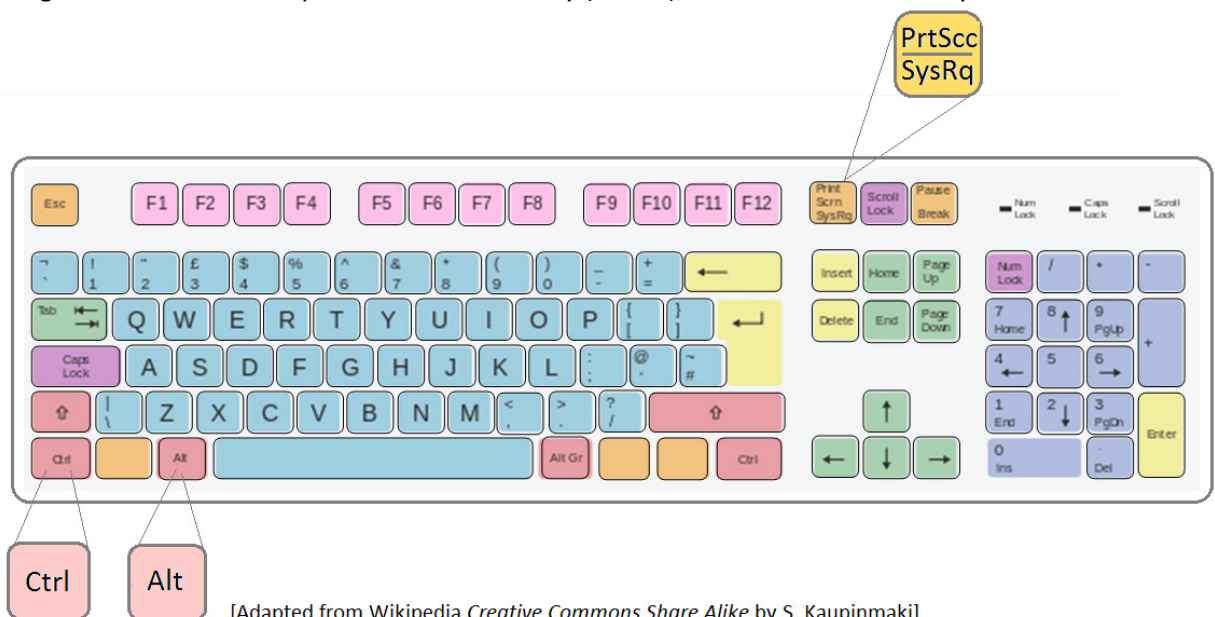 PrtScc
SysRq
Esc F1 F2 F3 F4 F5 F6 F7 F8 F9 F10 F11 F12 Print Scrn SysRq Scroll Lock Pause Break Num Lock Caps Lock Scroll Lock
¬ ` ! 1 " 2 £ 3 $ 4 % 5 ^ 6 & 7 * 8 ( 9 ) 0 _ - + = Insert Home Page Up Num Lock / * -
Tab Q W E R T Y U I O P { [ } ] Delete End Page Down 7 Home 8 9 PgUp +
Caps Lock A S D F G H J K L : ; @ ' ~ # 4 5 6
| \ Z X C V B N M < , > . ? / 1 End 2 3 PgDn Enter
Ctrl Alt Alt Gr Ctrl 0 Ins . Del
Ctrl Alt
[Adapted from Wikipedia Creative Commons Share Alike by S. Kaupinmaki]